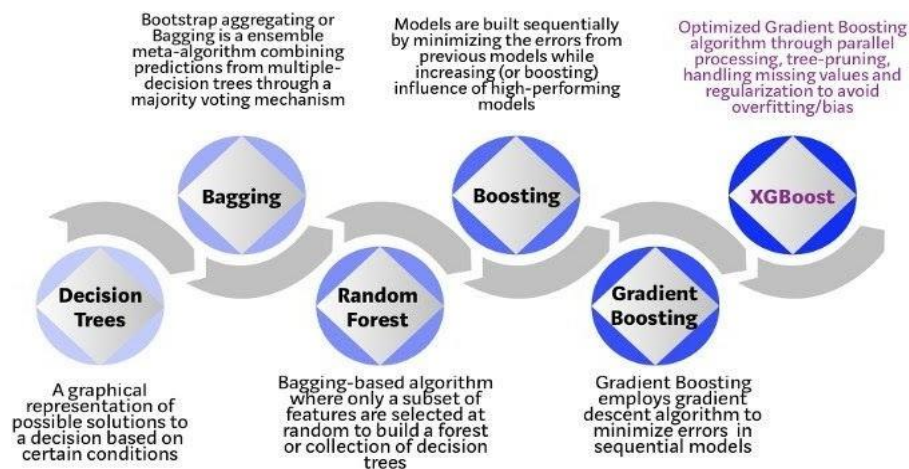 Bootstrap aggregating or
Bagging is a ensemble
meta-algorithm combining
predictions from multiple-
decision trees through a
majority voting mechanism
Models are built sequentially
by minimizing the errors from
previous models while
increasing (or boosting)
influence of high-performing
models
Optimized Gradient Boosting
algorithm through parallel
processing, tree-pruning,
handling missing values and
regularization to avoid
overfitting/bias
Bagging
Boosting
XGBoost
Decision
Trees
Random
Forest
Gradient
Boosting
A graphical
representation of
possible solutions to
a decision based on
certain conditions
Bagging-based algorithm
where only a subset of
features are selected at
random to build a forest
or collection of decision
trees
Gradient Boosting
employs gradient
descent algorithm to
minimize errors in
sequential models